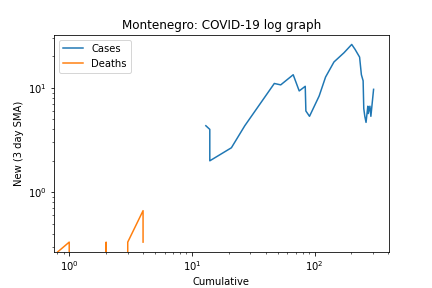 Montenegro: COVID-19 log graph
Cases
Deaths
New (3 day SMA)
10¹
10⁰
10⁰ 10¹ 10²
Cumulative